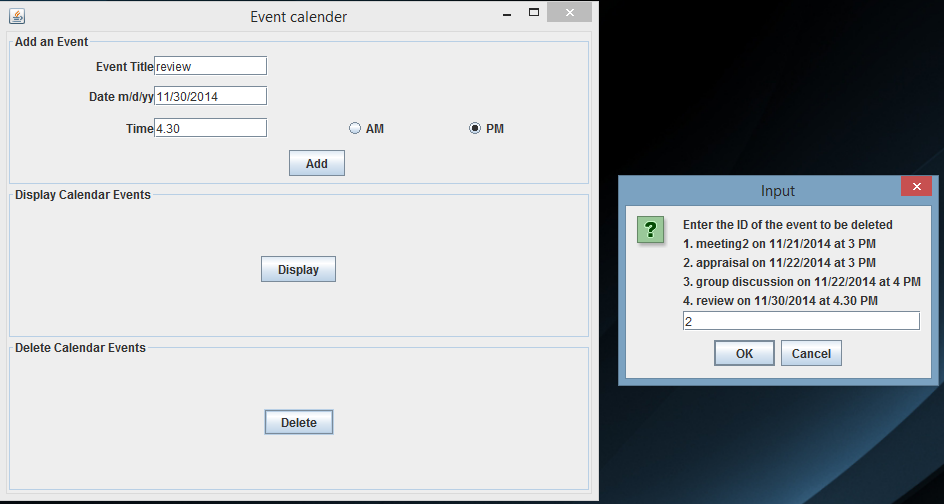 Event calender
Add an Event
Event Title review
Date m/d/yy 11/30/2014
Time 4.30 AM PM
Add
Display Calendar Events
Display
Delete Calendar Events
Delete
Input
Enter the ID of the event to be deleted
1. meeting2 on 11/21/2014 at 3 PM
2. appraisal on 11/22/2014 at 3 PM
3. group discussion on 11/22/2014 at 4 PM
4. review on 11/30/2014 at 4.30 PM
2
OK Cancel